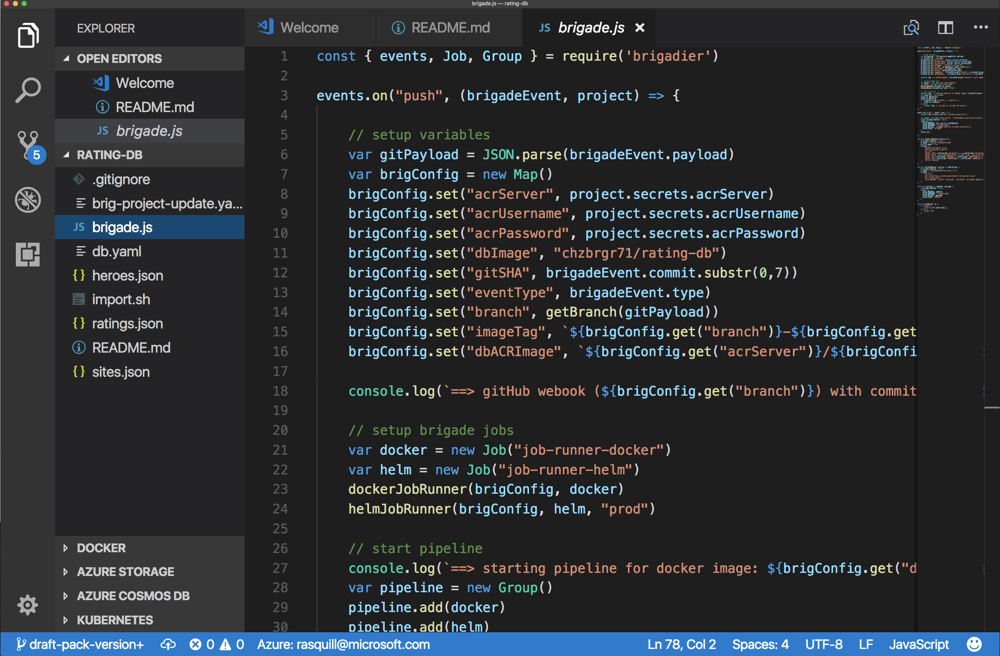 brigade.js — rating-db
EXPLORER
OPEN EDITORS
Welcome
README.md
JS brigade.js
RATING-DB
.gitignore
brig-project-update.ya...
JS brigade.js
db.yaml
{} heroes.json
import.sh
{} ratings.json
README.md
{} sites.json
DOCKER
AZURE STORAGE
AZURE COSMOS DB
KUBERNETES
5
Welcome
README.md
JS brigade.js
1 const { events, Job, Group } = require('brigadier')
2
3 events.on("push", (brigadeEvent, project) => {
4
5 // setup variables
6 var gitPayload = JSON.parse(brigadeEvent.payload)
7 var brigConfig = new Map()
8 brigConfig.set("acrServer", project.secrets.acrServer)
9 brigConfig.set("acrUsername", project.secrets.acrUsername)
10 brigConfig.set("acrPassword", project.secrets.acrPassword)
11 brigConfig.set("dbImage", "chzbrgr71/rating-db")
12 brigConfig.set("gitSHA", brigadeEvent.commit.substr(0,7))
13 brigConfig.set("eventType", brigadeEvent.type)
14 brigConfig.set("branch", getBranch(gitPayload))
15 brigConfig.set("imageTag", `${brigConfig.get("branch")}-${brigConfig.get
16 brigConfig.set("dbACRImage", `${brigConfig.get("acrServer")}/${brigConfi
17
18 console.log(`==> gitHub webook (${brigConfig.get("branch")}) with commit
19
20 // setup brigade jobs
21 var docker = new Job("job-runner-docker")
22 var helm = new Job("job-runner-helm")
23 dockerJobRunner(brigConfig, docker)
24 helmJobRunner(brigConfig, helm, "prod")
25
26 // start pipeline
27 console.log(`==> starting pipeline for docker image: ${brigConfig.get("d
28 var pipeline = new Group()
29 pipeline.add(docker)
30 pipeline.add(helm)
draft-pack-version+ 0 0 Azure: rasquill@microsoft.com Ln 78, Col 2 Spaces: 4 UTF-8 LF JavaScript